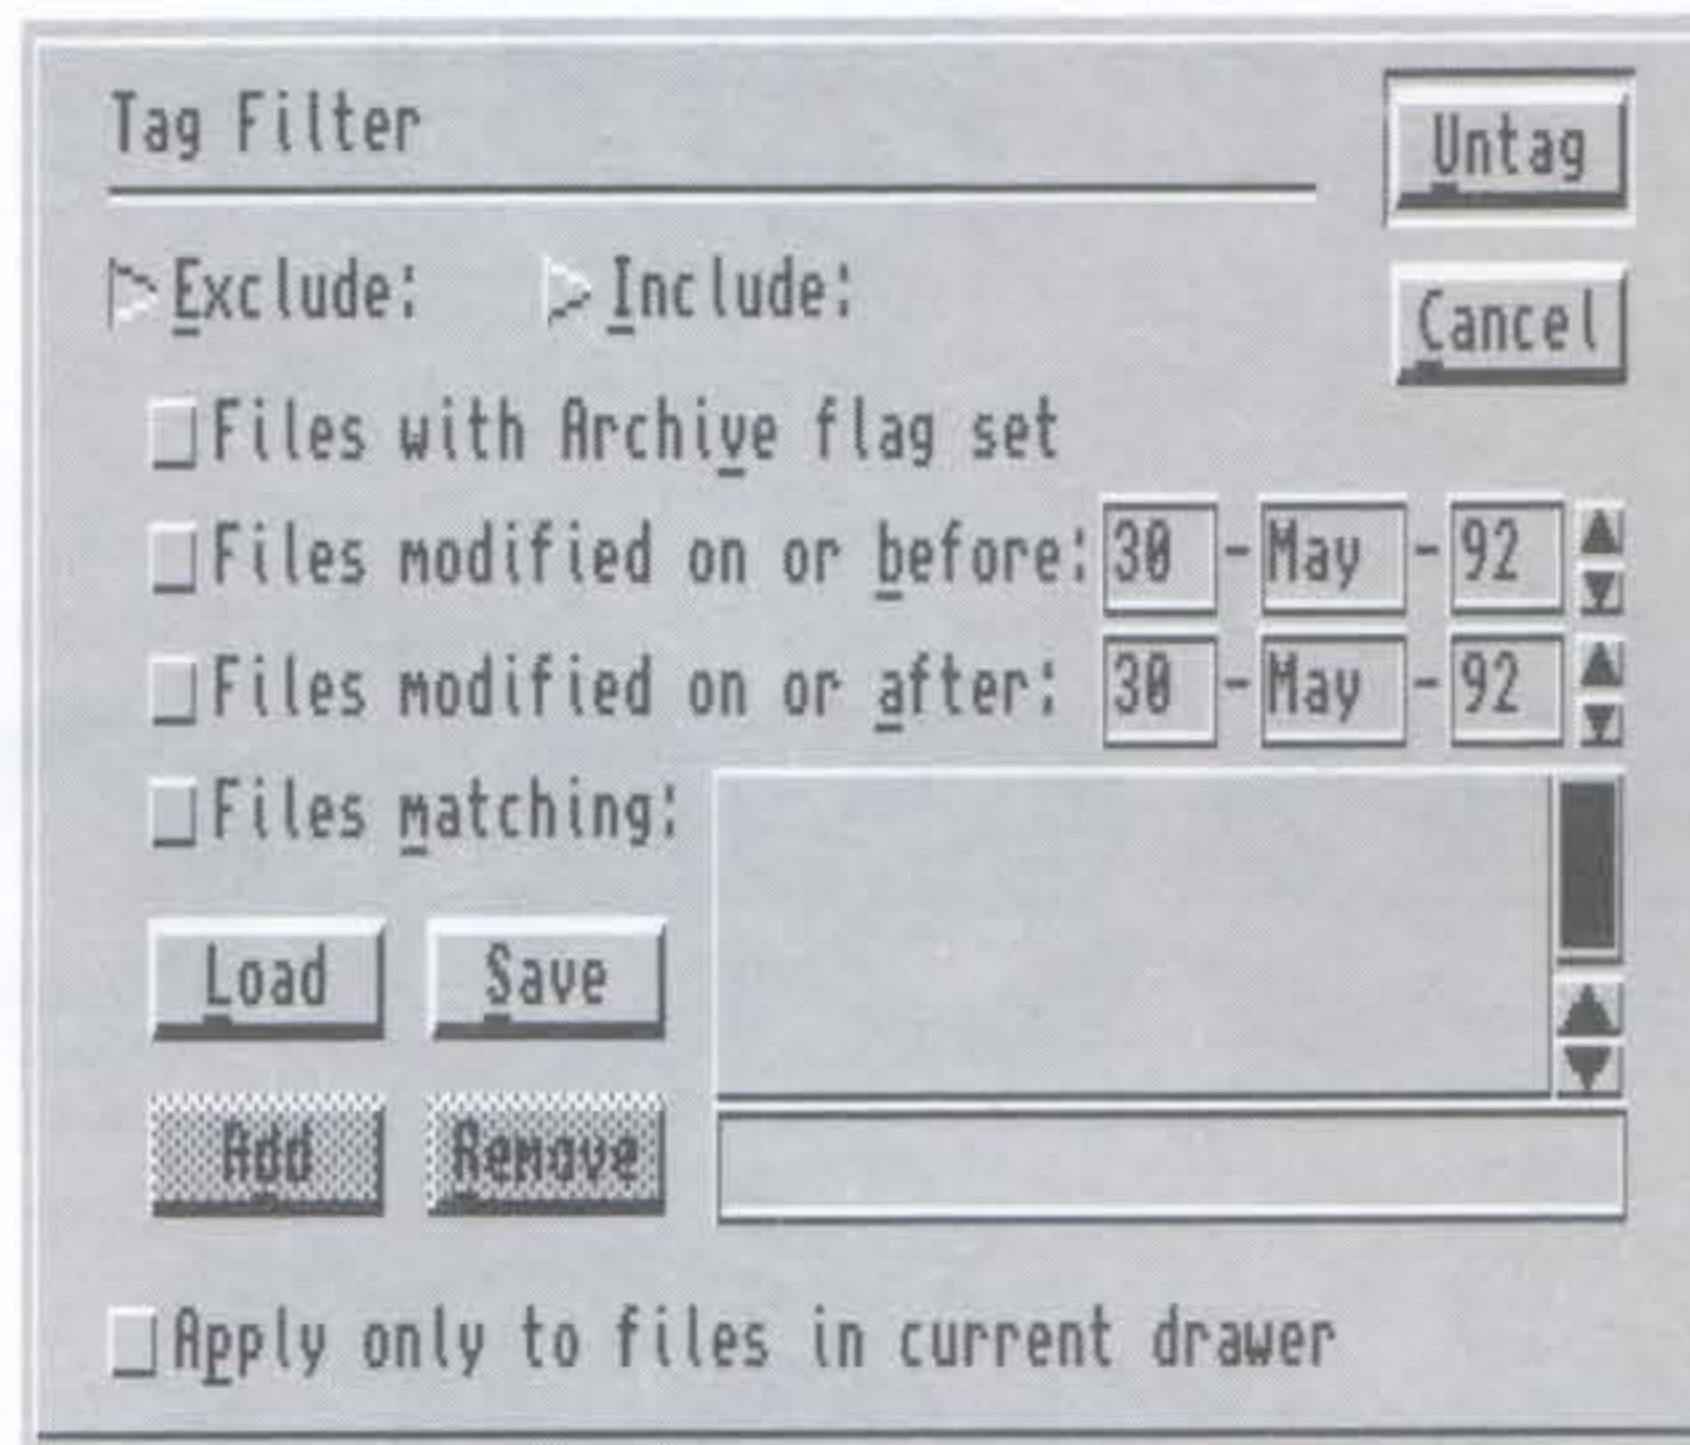 Tag Filter
Untag
Exclude: Include:
Cancel
Files with Archive flag set
Files modified on or before: 30 - May - 92
Files modified on or after: 30 - May - 92
Files matching:
Load Save
Add Remove
Apply only to files in current drawer